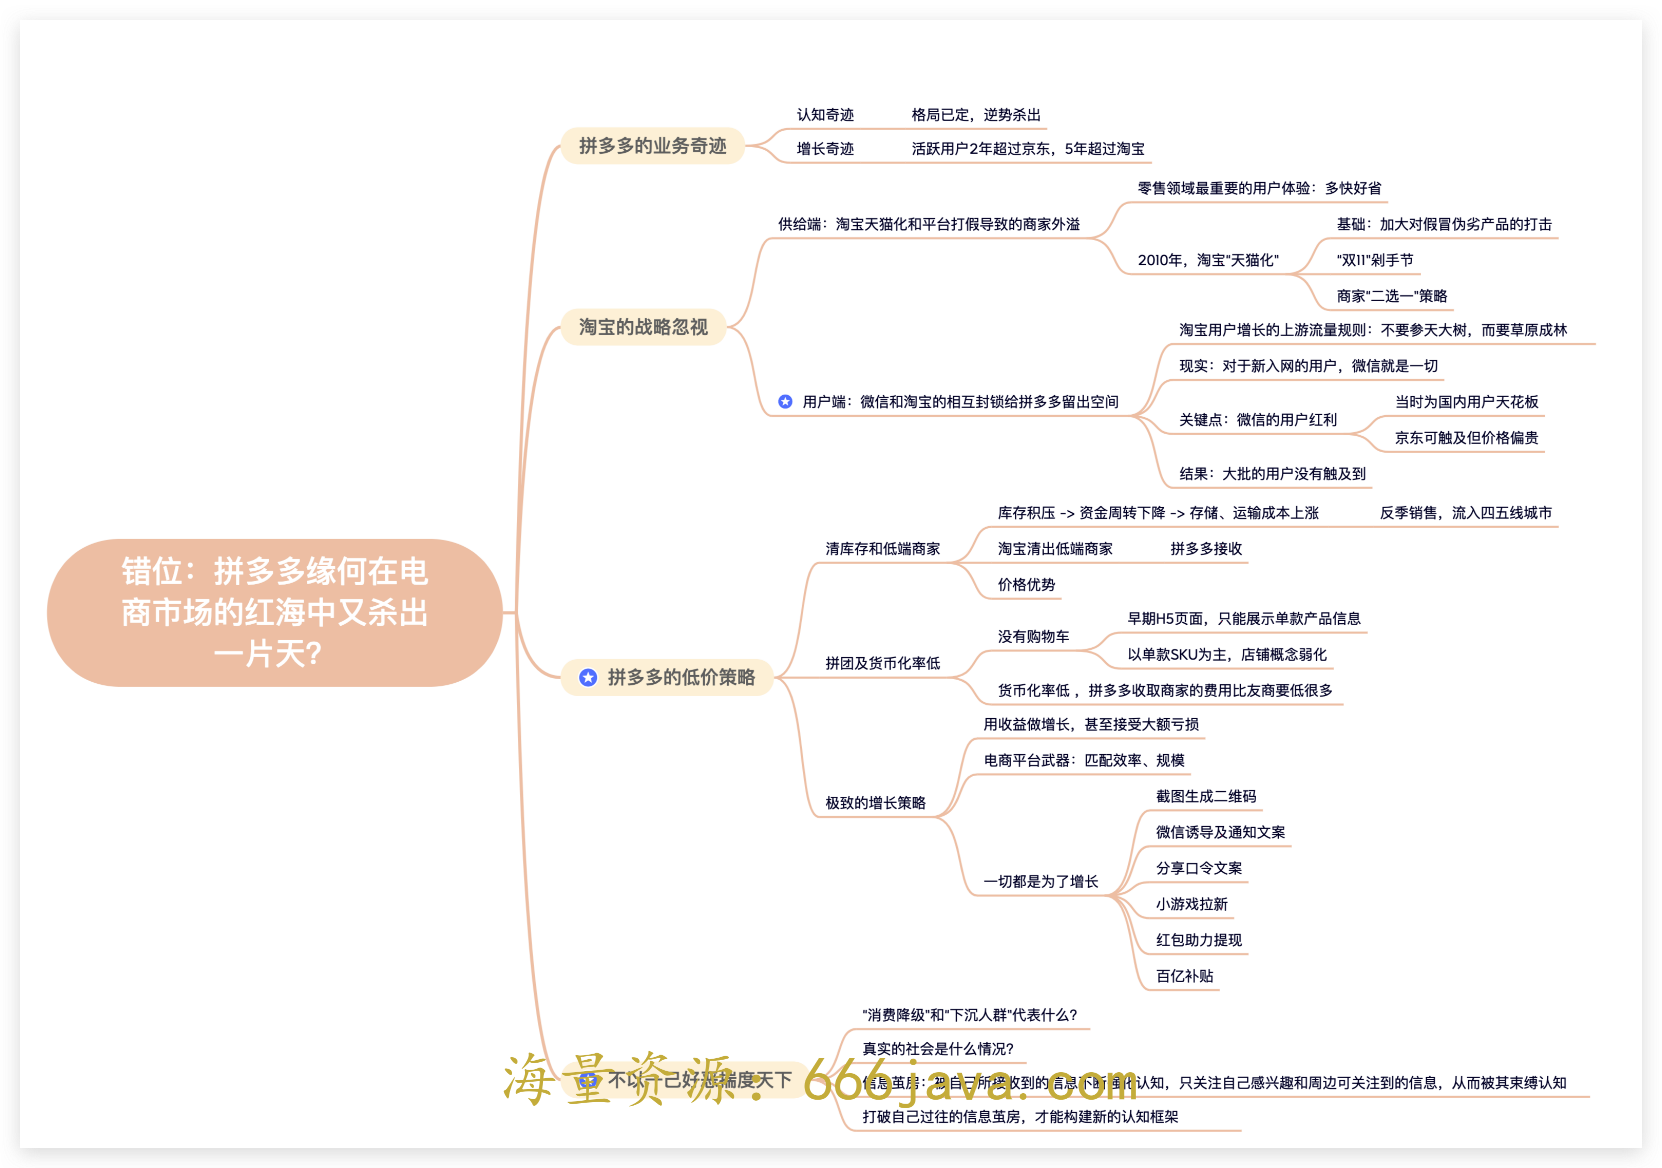 错位：拼多多缘何在电
商市场的红海中又杀出
一片天？
拼多多的业务奇迹
认知奇迹
格局已定，逆势杀出
增长奇迹
活跃用户2年超过京东，5年超过淘宝
淘宝的战略忽视
供给端：淘宝天猫化和平台打假导致的商家外溢
零售领域最重要的用户体验：多快好省
2010年，淘宝"天猫化"
基础：加大对假冒伪劣产品的打击
"双11"剁手节
商家"二选一"策略
用户端：微信和淘宝的相互封锁给拼多多留出空间
淘宝用户增长的上游流量规则：不要参天大树，而要草原成林
现实：对于新入网的用户，微信就是一切
关键点：微信的用户红利
当时为国内用户天花板
京东可触及但价格偏贵
结果：大批的用户没有触及到
拼多多的低价策略
清库存和低端商家
库存积压 -> 资金周转下降 -> 存储、运输成本上涨
反季销售，流入四五线城市
淘宝清出低端商家
拼多多接收
价格优势
拼团及货币化率低
没有购物车
早期H5页面，只能展示单款产品信息
以单款SKU为主，店铺概念弱化
货币化率低 ，拼多多收取商家的费用比友商要低很多
极致的增长策略
用收益做增长，甚至接受大额亏损
电商平台武器：匹配效率、规模
一切都是为了增长
截图生成二维码
微信诱导及通知文案
分享口令文案
小游戏拉新
红包助力提现
百亿补贴
不以一己好恶揣度天下
"消费降级"和"下沉人群"代表什么？
真实的社会是什么情况？
信息茧房：被自己所接收到的信息不断强化认知，只关注自己感兴趣和周边可关注到的信息，从而被其束缚认知
打破自己过往的信息茧房，才能构建新的认知框架
海量资源：666java.com